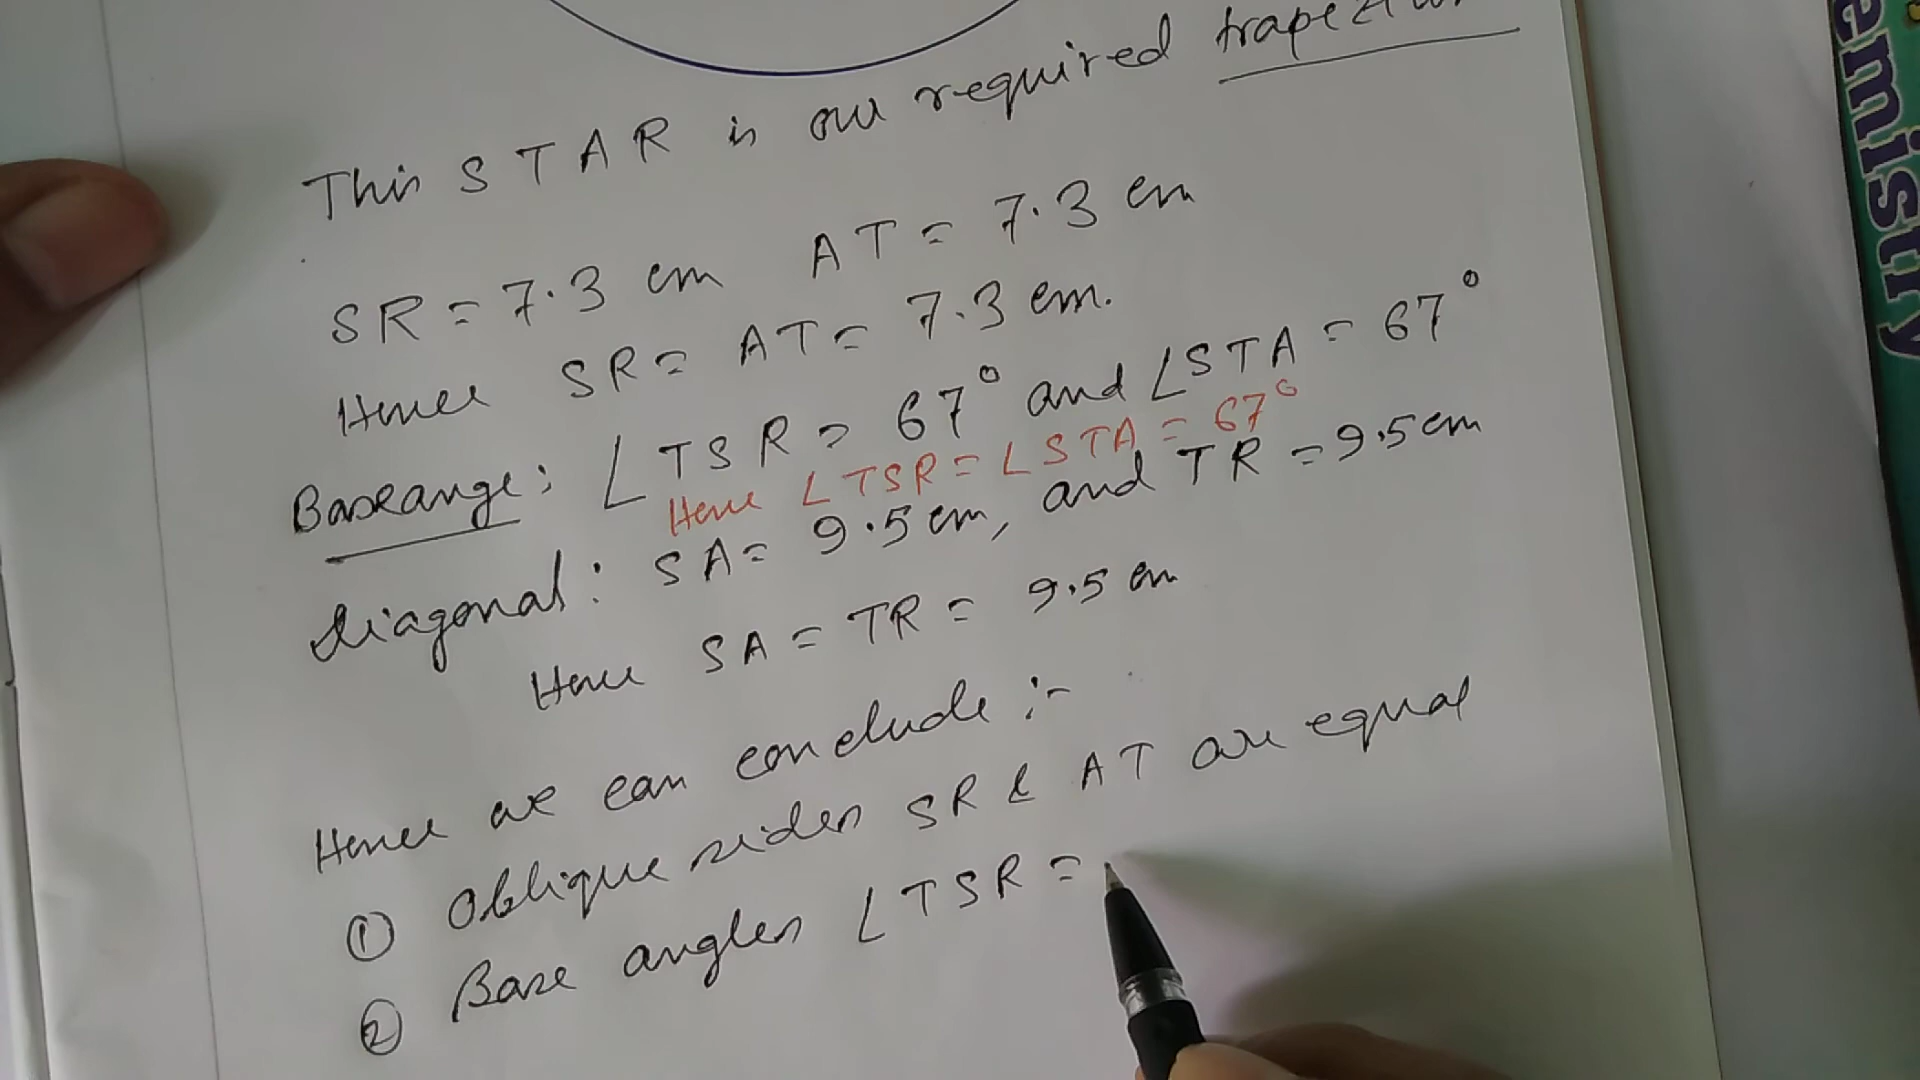 This STAR is our required trapezium
SR = 7.3 cm AT = 7.3 cm
Hence SR = AT = 7.3 cm.
Base ange: ∠TSR = 67° and ∠STA = 67°
Hence ∠TSR = ∠STA = 67°
Diagonal: SA = 9.5 cm, and TR = 9.5 cm
Hence SA = TR = 9.5 cm
Hence we can conclude :-
① Oblique sides SR & AT are equal
② Base angles ∠TSR =
emistry